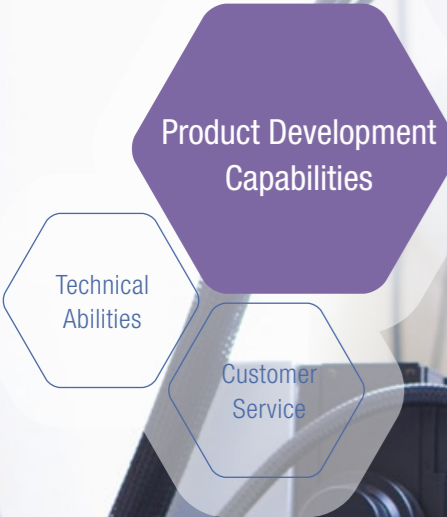 Product Development
Capabilities
Technical
Abilities
Customer
Service